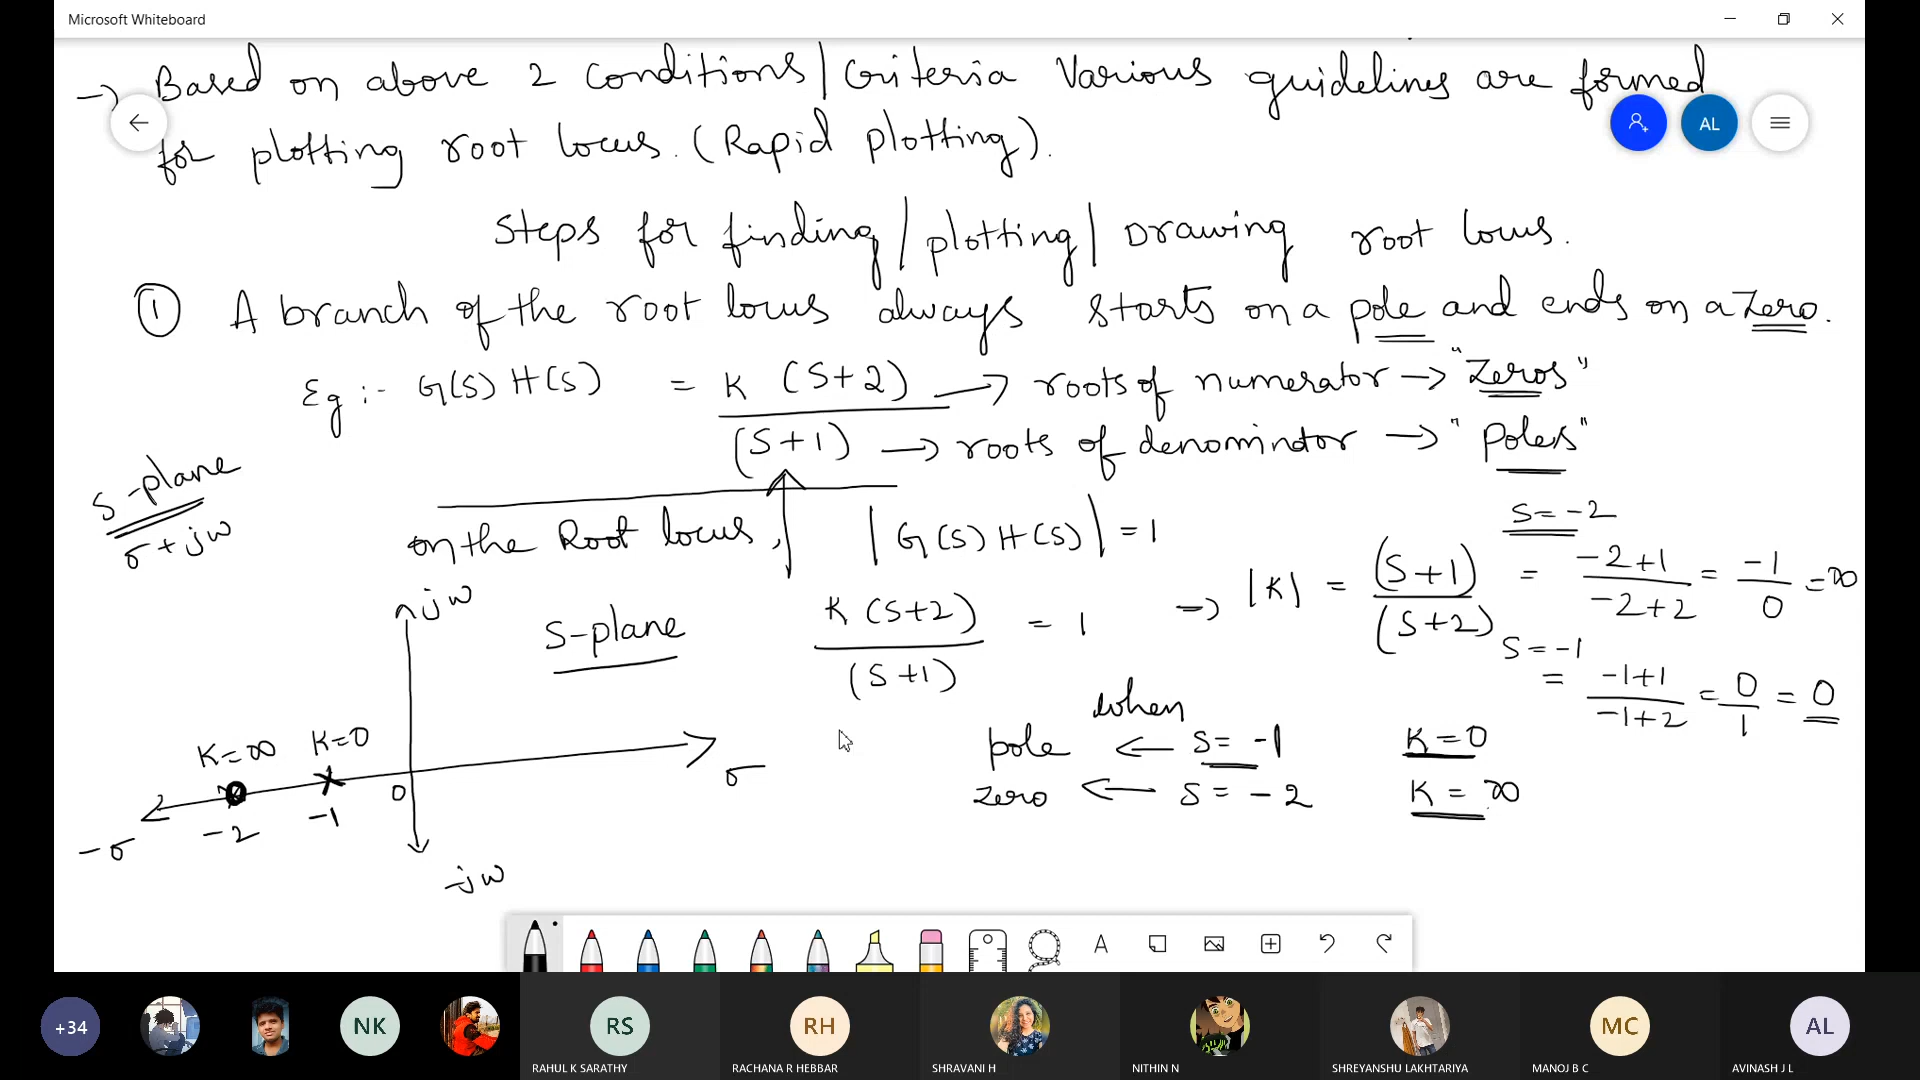 Microsoft Whiteboard
→ Based on above 2 conditions/Criteria Various guidelines are formed
for plotting root locus. (Rapid plotting).
Steps for finding/plotting/Drawing root locus.
① A branch of the root locus always starts on a pole and ends on a Zero.
Eg :- G(S) H(S) = K (S+2) → roots of numerator → "Zeros"
(S+1) → roots of denomintor → "Poles"
S-plane
σ + jω
on the Root locus, |G(S) H(S)| = 1
S = -2
K (S+2) / (S+1) = 1 → |K| = (S+1) / (S+2) = -2+1 / -2+2 = -1 / 0 = ∞
S = -1
= -1+1 / -1+2 = 0 / 1 = 0
jω
S-plane
when
pole ← S = -1 K = 0
zero ← S = -2 K = ∞
K = ∞ K = 0
σ
0
-2 -1
-σ
-jω
A
AL
+34
NK
RS
RH
MC
AL
RAHUL K SARATHY
RACHANA R HEBBAR
SHRAVANI H
NITHIN N
SHREYANSHU LAKHTARIYA
MANOJ B C
AVINASH J L